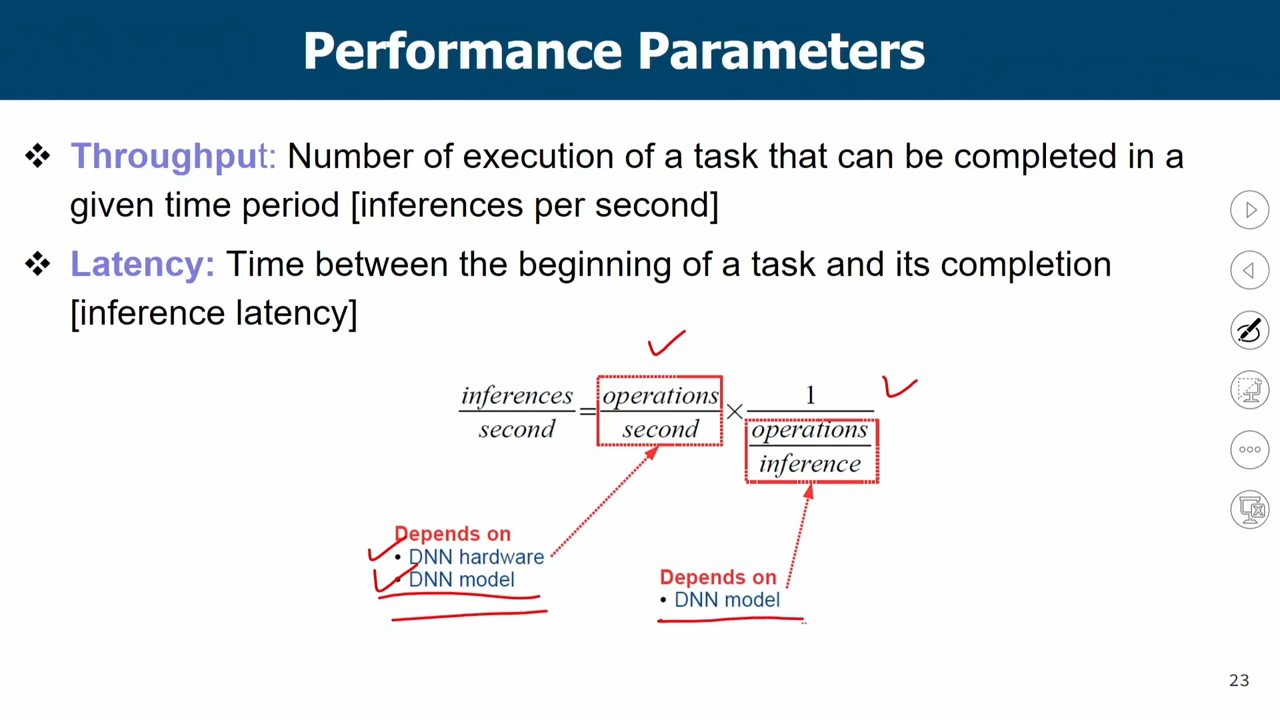 Performance Parameters
❖ Throughput: Number of execution of a task that can be completed in a
given time period [inferences per second]
❖ Latency: Time between the beginning of a task and its completion
[inference latency]
inferences/second = operations/second × 1/(operations/inference)
Depends on
• DNN hardware
• DNN model
Depends on
• DNN model
23